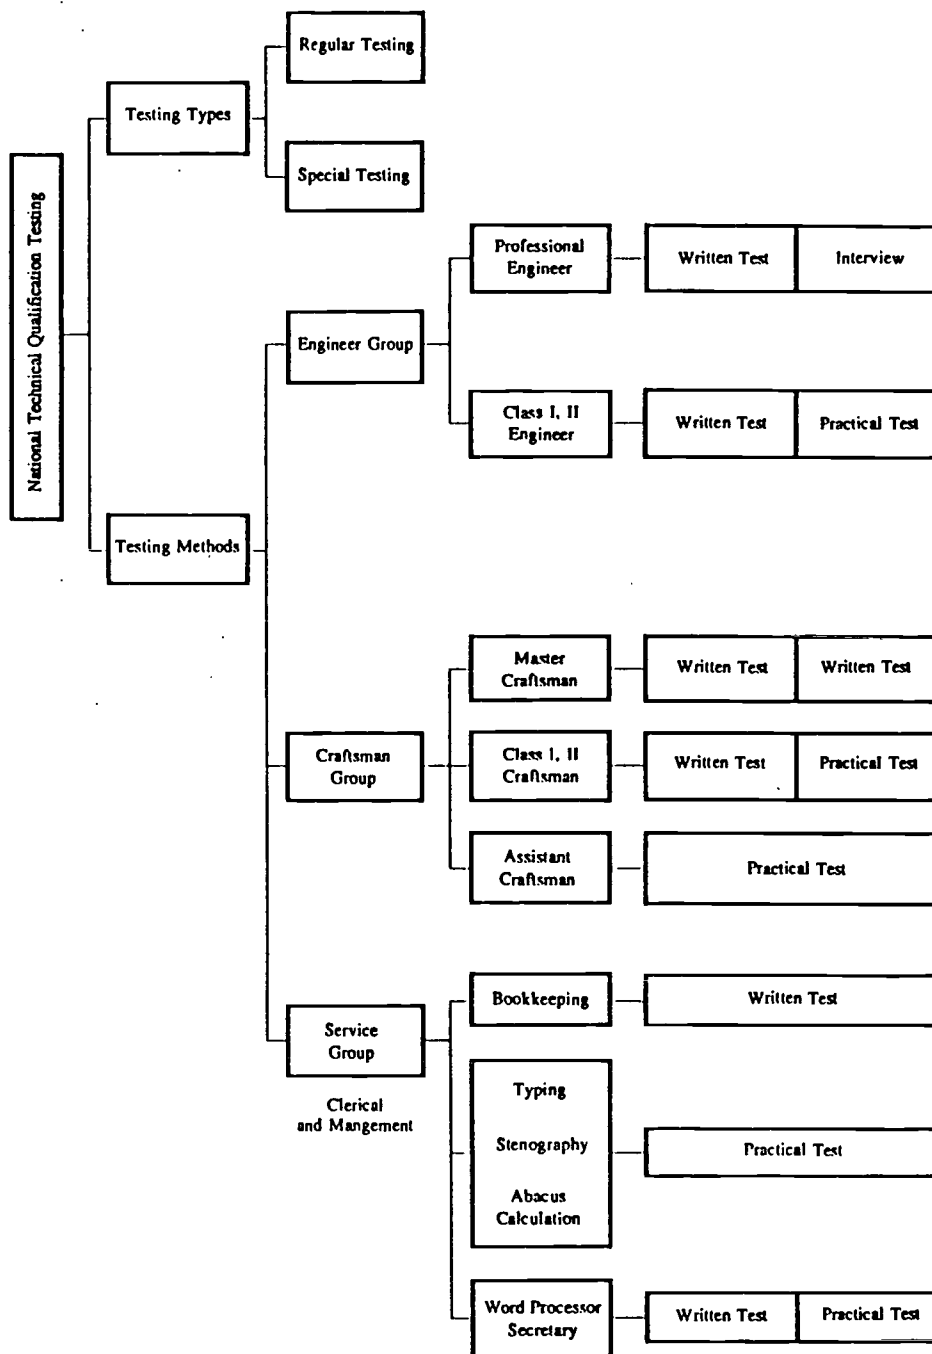 Regular Testing
Testing Types
Special Testing
National Technical Qualification Testing
Professional
Engineer
Written Test
Interview
Engineer Group
Class I, II
Engineer
Written Test
Practical Test
Testing Methods
Master
Craftsman
Written Test
Written Test
Craftsman
Group
Class I, II
Craftsman
Written Test
Practical Test
Assistant
Craftsman
Practical Test
Bookkeeping
Written Test
Service
Group
Clerical
and Mangement
Typing
Stenography
Abacus
Calculation
Practical Test
Word Processor
Secretary
Written Test
Practical Test